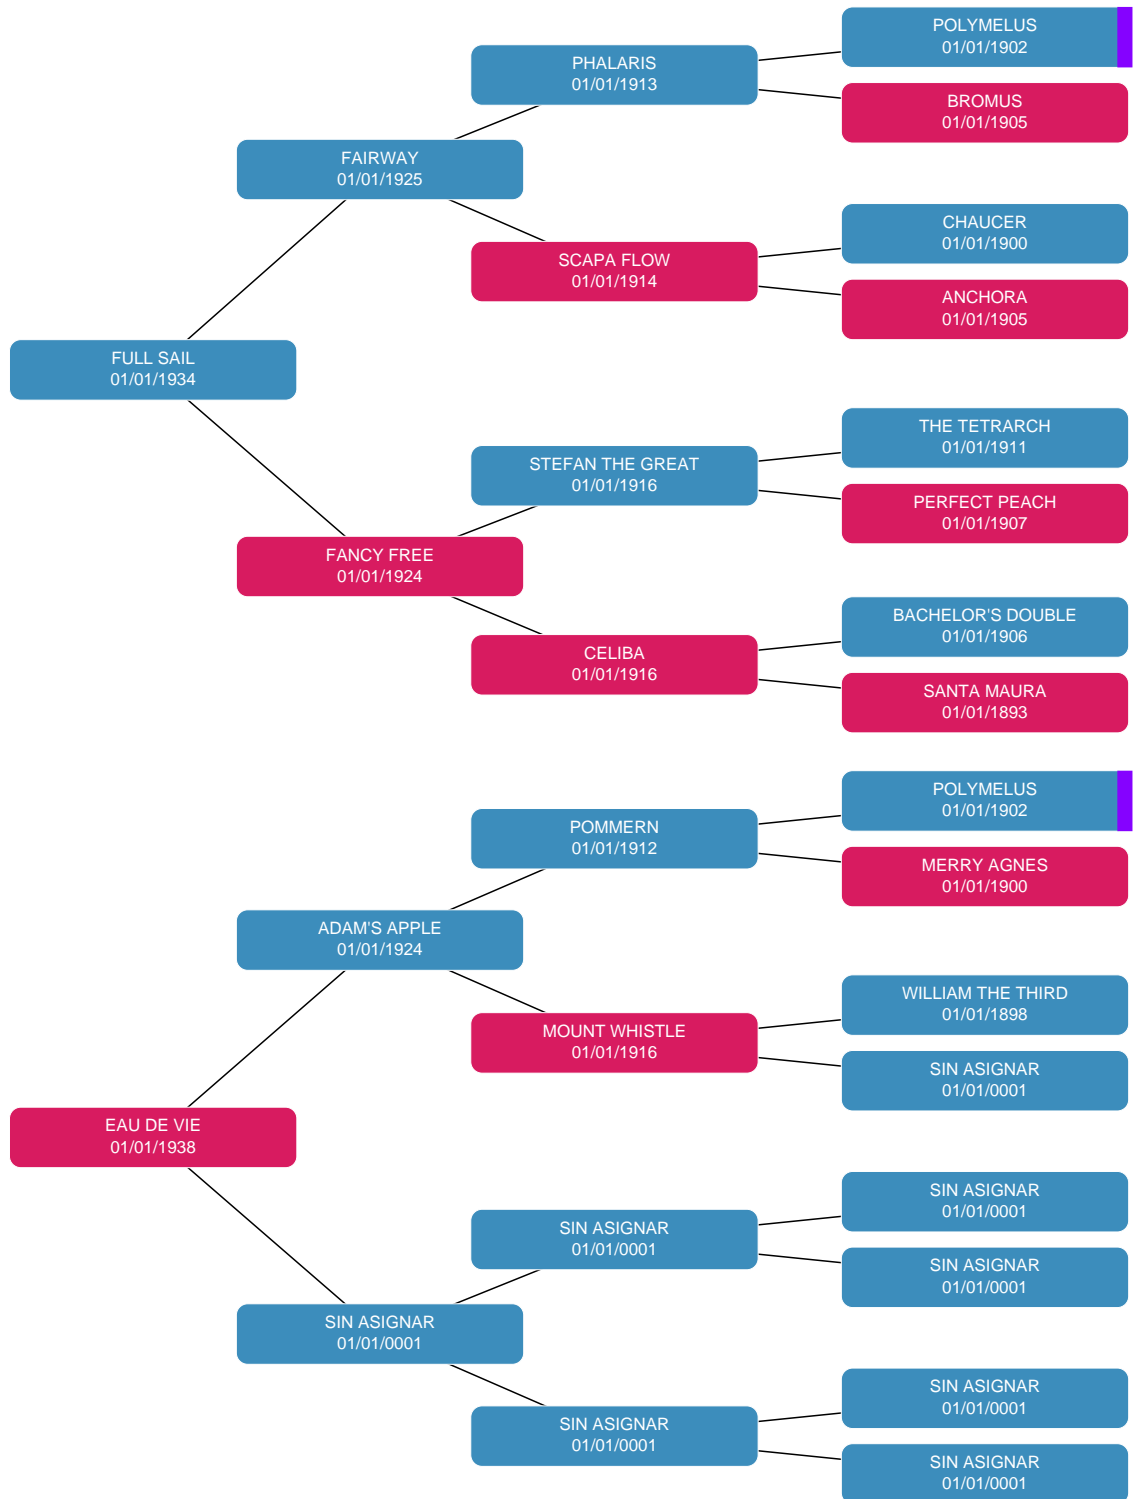 POLYMELUS
01/01/1902
PHALARIS
01/01/1913
BROMUS
01/01/1905
FAIRWAY
01/01/1925
CHAUCER
01/01/1900
SCAPA FLOW
01/01/1914
ANCHORA
01/01/1905
FULL SAIL
01/01/1934
THE TETRARCH
01/01/1911
STEFAN THE GREAT
01/01/1916
PERFECT PEACH
01/01/1907
FANCY FREE
01/01/1924
BACHELOR'S DOUBLE
01/01/1906
CELIBA
01/01/1916
SANTA MAURA
01/01/1893
POLYMELUS
01/01/1902
POMMERN
01/01/1912
MERRY AGNES
01/01/1900
ADAM'S APPLE
01/01/1924
WILLIAM THE THIRD
01/01/1898
MOUNT WHISTLE
01/01/1916
SIN ASIGNAR
01/01/0001
EAU DE VIE
01/01/1938
SIN ASIGNAR
01/01/0001
SIN ASIGNAR
01/01/0001
SIN ASIGNAR
01/01/0001
SIN ASIGNAR
01/01/0001
SIN ASIGNAR
01/01/0001
SIN ASIGNAR
01/01/0001
SIN ASIGNAR
01/01/0001